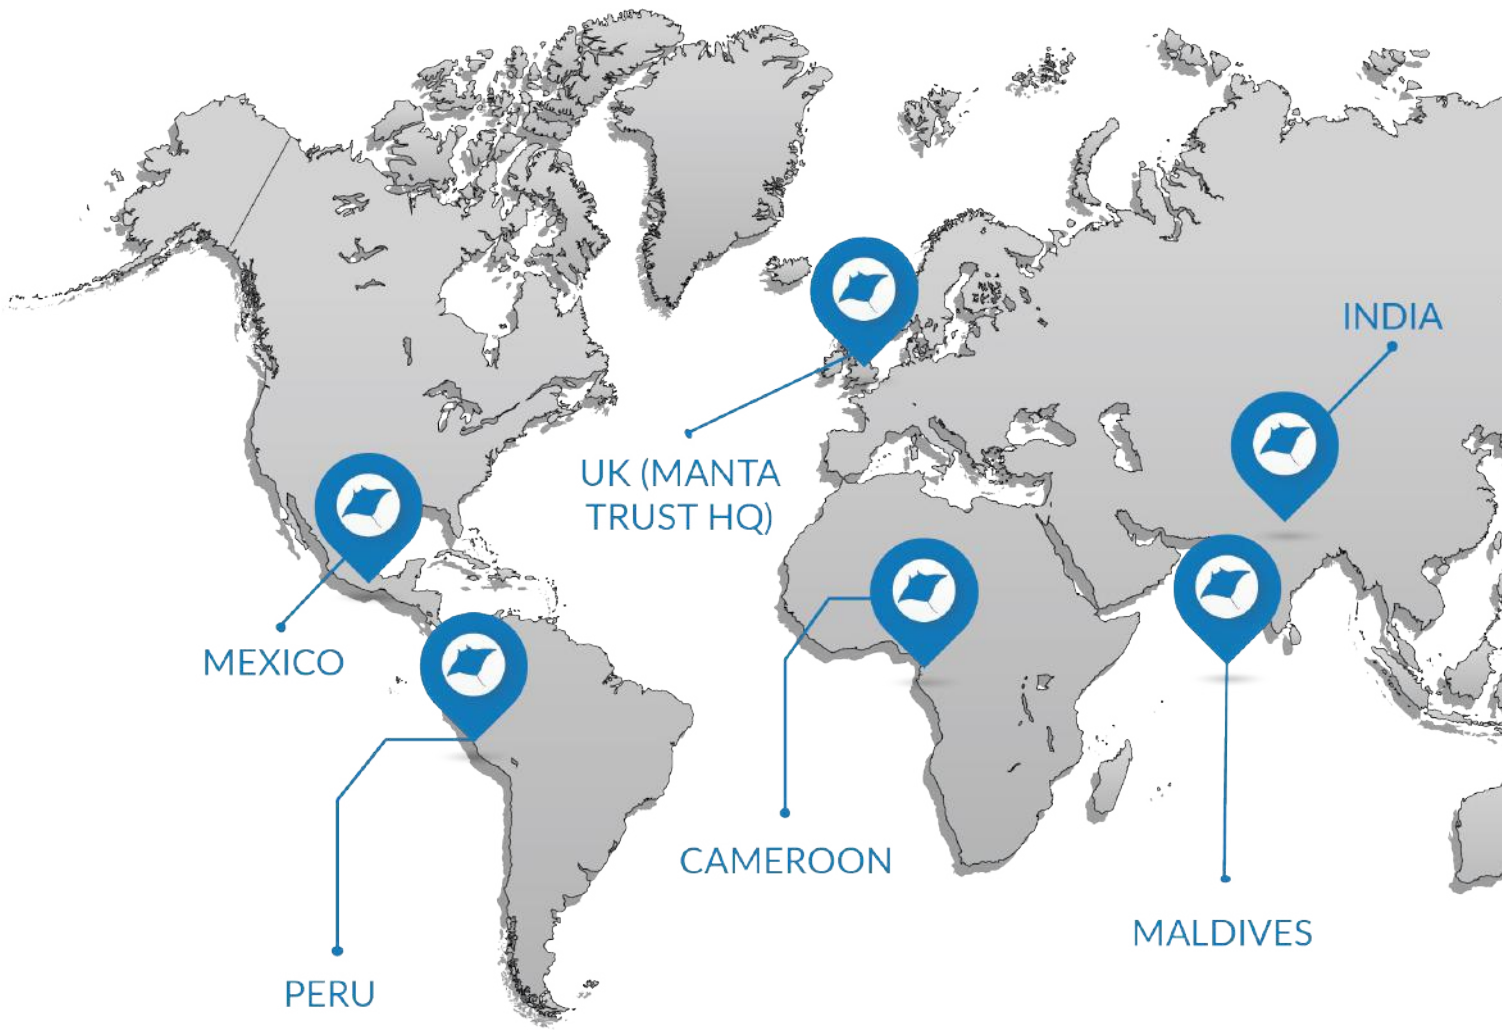 INDIA
UK (MANTA
TRUST HQ)
MEXICO
CAMEROON
MALDIVES
PERU